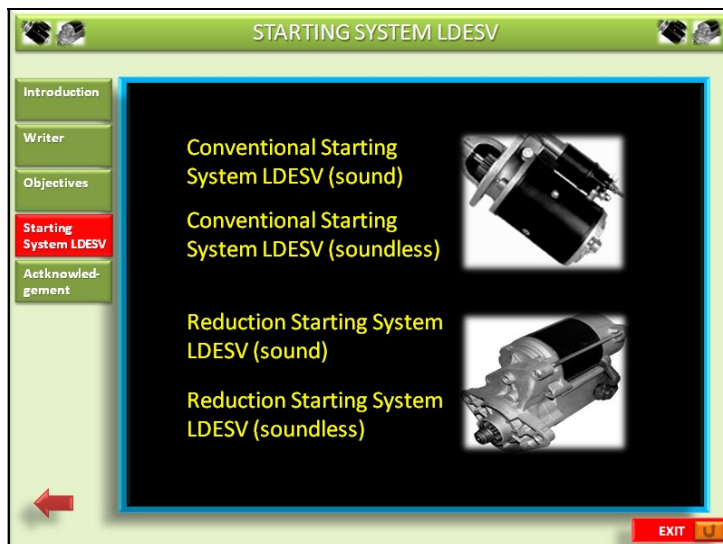 STARTING SYSTEM LDESV
Introduction
Writer
Objectives
Starting
System LDESV
Actknowled-
gement
Conventional Starting
System LDESV (sound)
Conventional Starting
System LDESV (soundless)
Reduction Starting System
LDESV (sound)
Reduction Starting System
LDESV (soundless)
EXIT